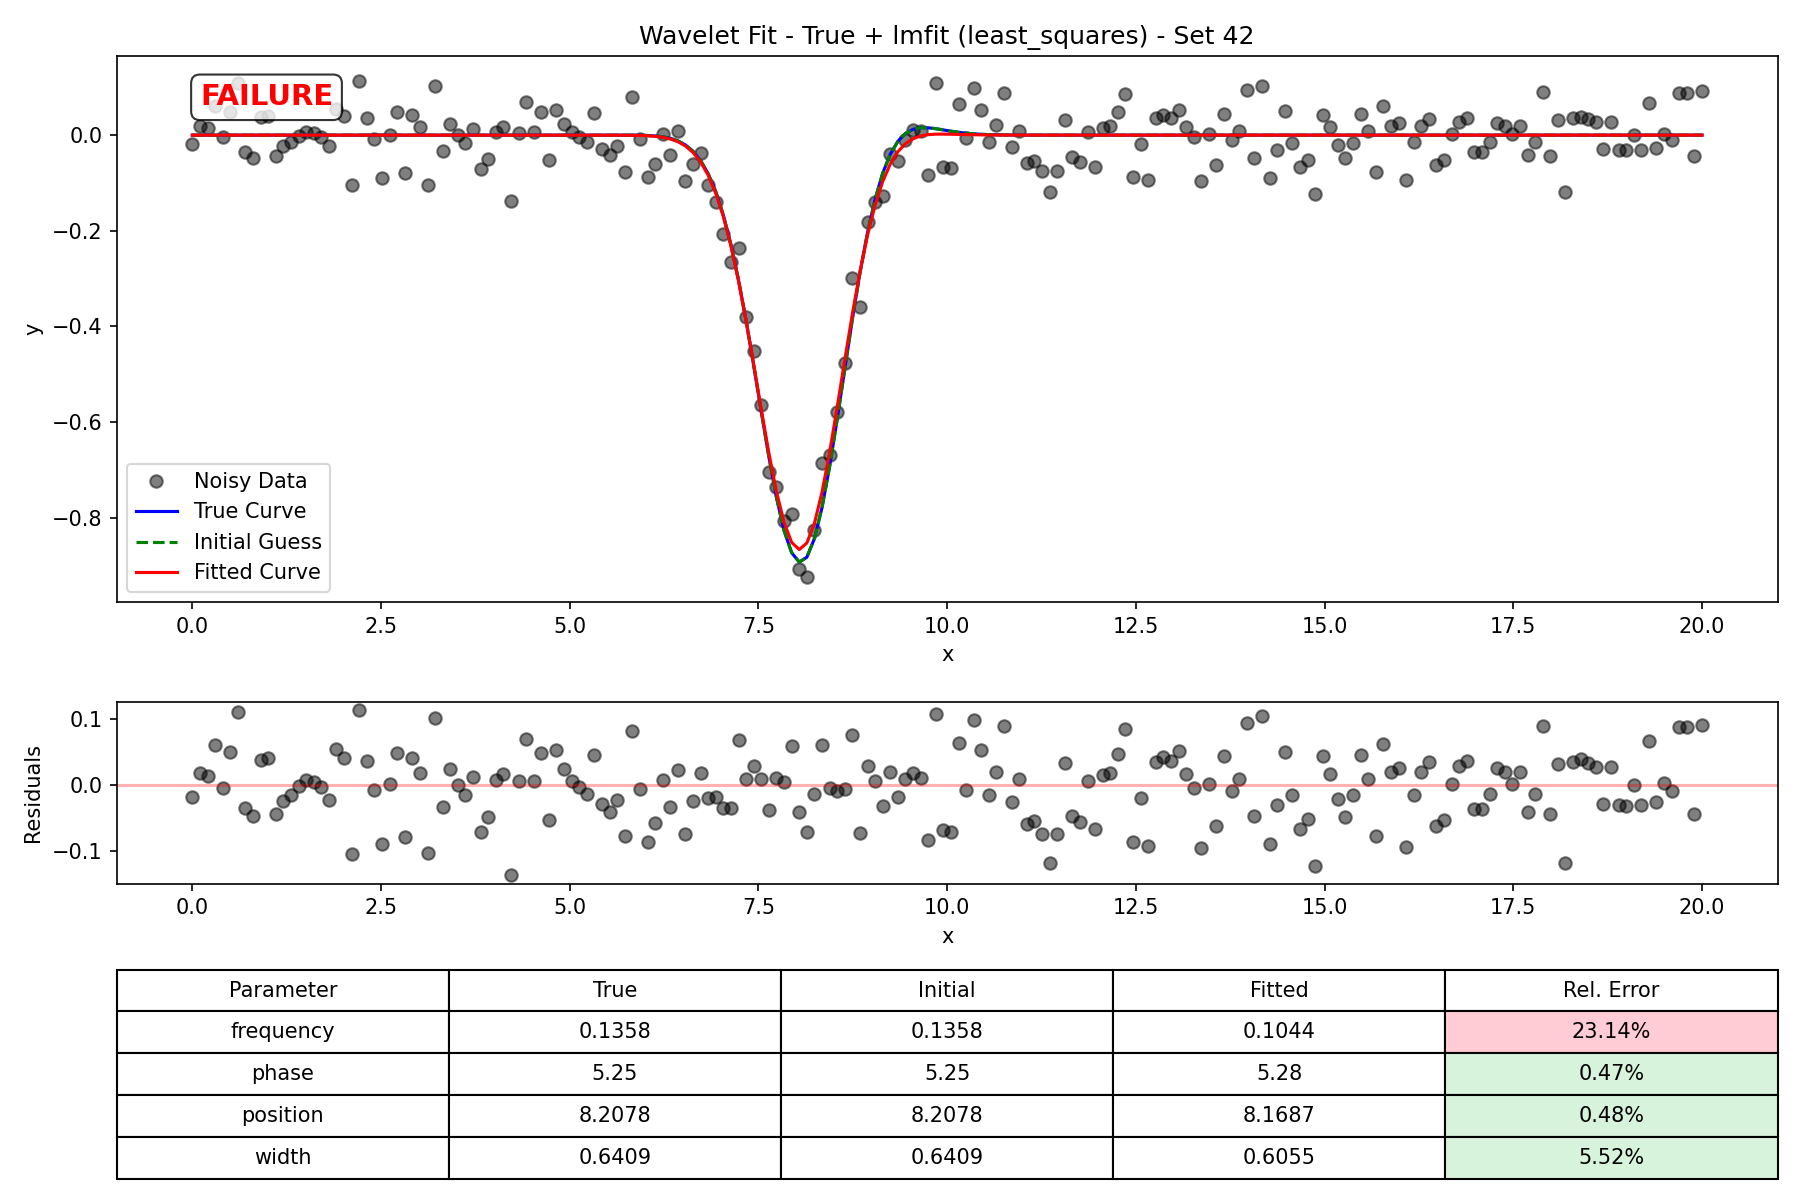 Wavelet Fit - True + lmfit (least_squares) - Set 42
FAILURE
0.0
−0.2
−0.4
−0.6
−0.8
y
Noisy Data
True Curve
Initial Guess
Fitted Curve
0.0 2.5 5.0 7.5 10.0 12.5 15.0 17.5 20.0
x
0.1
0.0
−0.1
Residuals
0.0 2.5 5.0 7.5 10.0 12.5 15.0 17.5 20.0
x
Parameter True Initial Fitted Rel. Error
frequency 0.1358 0.1358 0.1044 23.14%
phase 5.25 5.25 5.28 0.47%
position 8.2078 8.2078 8.1687 0.48%
width 0.6409 0.6409 0.6055 5.52%